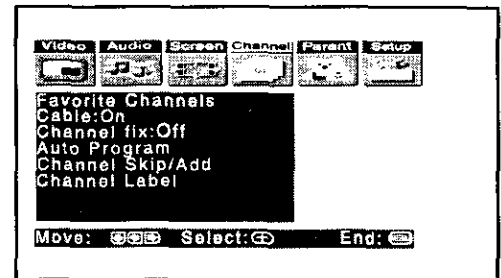 Video Audio Screen Channel Parent Setup
Favorite Channels
Cable:On
Channel fix:Off
Auto Program
Channel Skip/Add
Channel Label
Move: Select: End: